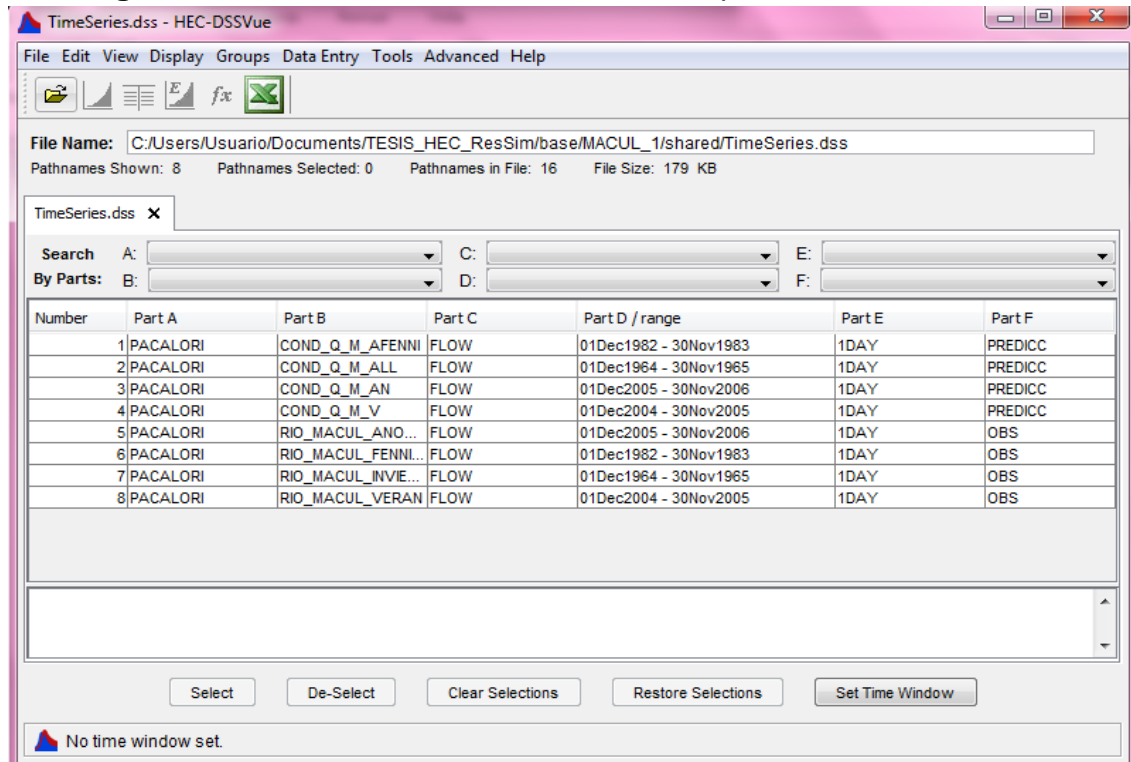 TimeSeries.dss - HEC-DSSVue
File Edit View Display Groups Data Entry Tools Advanced Help
E fx X
File Name: C:/Users/Usuario/Documents/TESIS_HEC_ResSim/base/MACUL_1/shared/TimeSeries.dss
Pathnames Shown: 8 Pathnames Selected: 0 Pathnames in File: 16 File Size: 179 KB
TimeSeries.dss ×
Search A: C: E:
By Parts: B: D: F:
Number Part A Part B Part C Part D / range Part E Part F
1 PACALORI COND_Q_M_AFENNI FLOW 01Dec1982 - 30Nov1983 1DAY PREDICC
2 PACALORI COND_Q_M_ALL FLOW 01Dec1964 - 30Nov1965 1DAY PREDICC
3 PACALORI COND_Q_M_AN FLOW 01Dec2005 - 30Nov2006 1DAY PREDICC
4 PACALORI COND_Q_M_V FLOW 01Dec2004 - 30Nov2005 1DAY PREDICC
5 PACALORI RIO_MACUL_ANO... FLOW 01Dec2005 - 30Nov2006 1DAY OBS
6 PACALORI RIO_MACUL_FENNI... FLOW 01Dec1982 - 30Nov1983 1DAY OBS
7 PACALORI RIO_MACUL_INVIE... FLOW 01Dec1964 - 30Nov1965 1DAY OBS
8 PACALORI RIO_MACUL_VERAN FLOW 01Dec2004 - 30Nov2005 1DAY OBS
Select De-Select Clear Selections Restore Selections Set Time Window
No time window set.